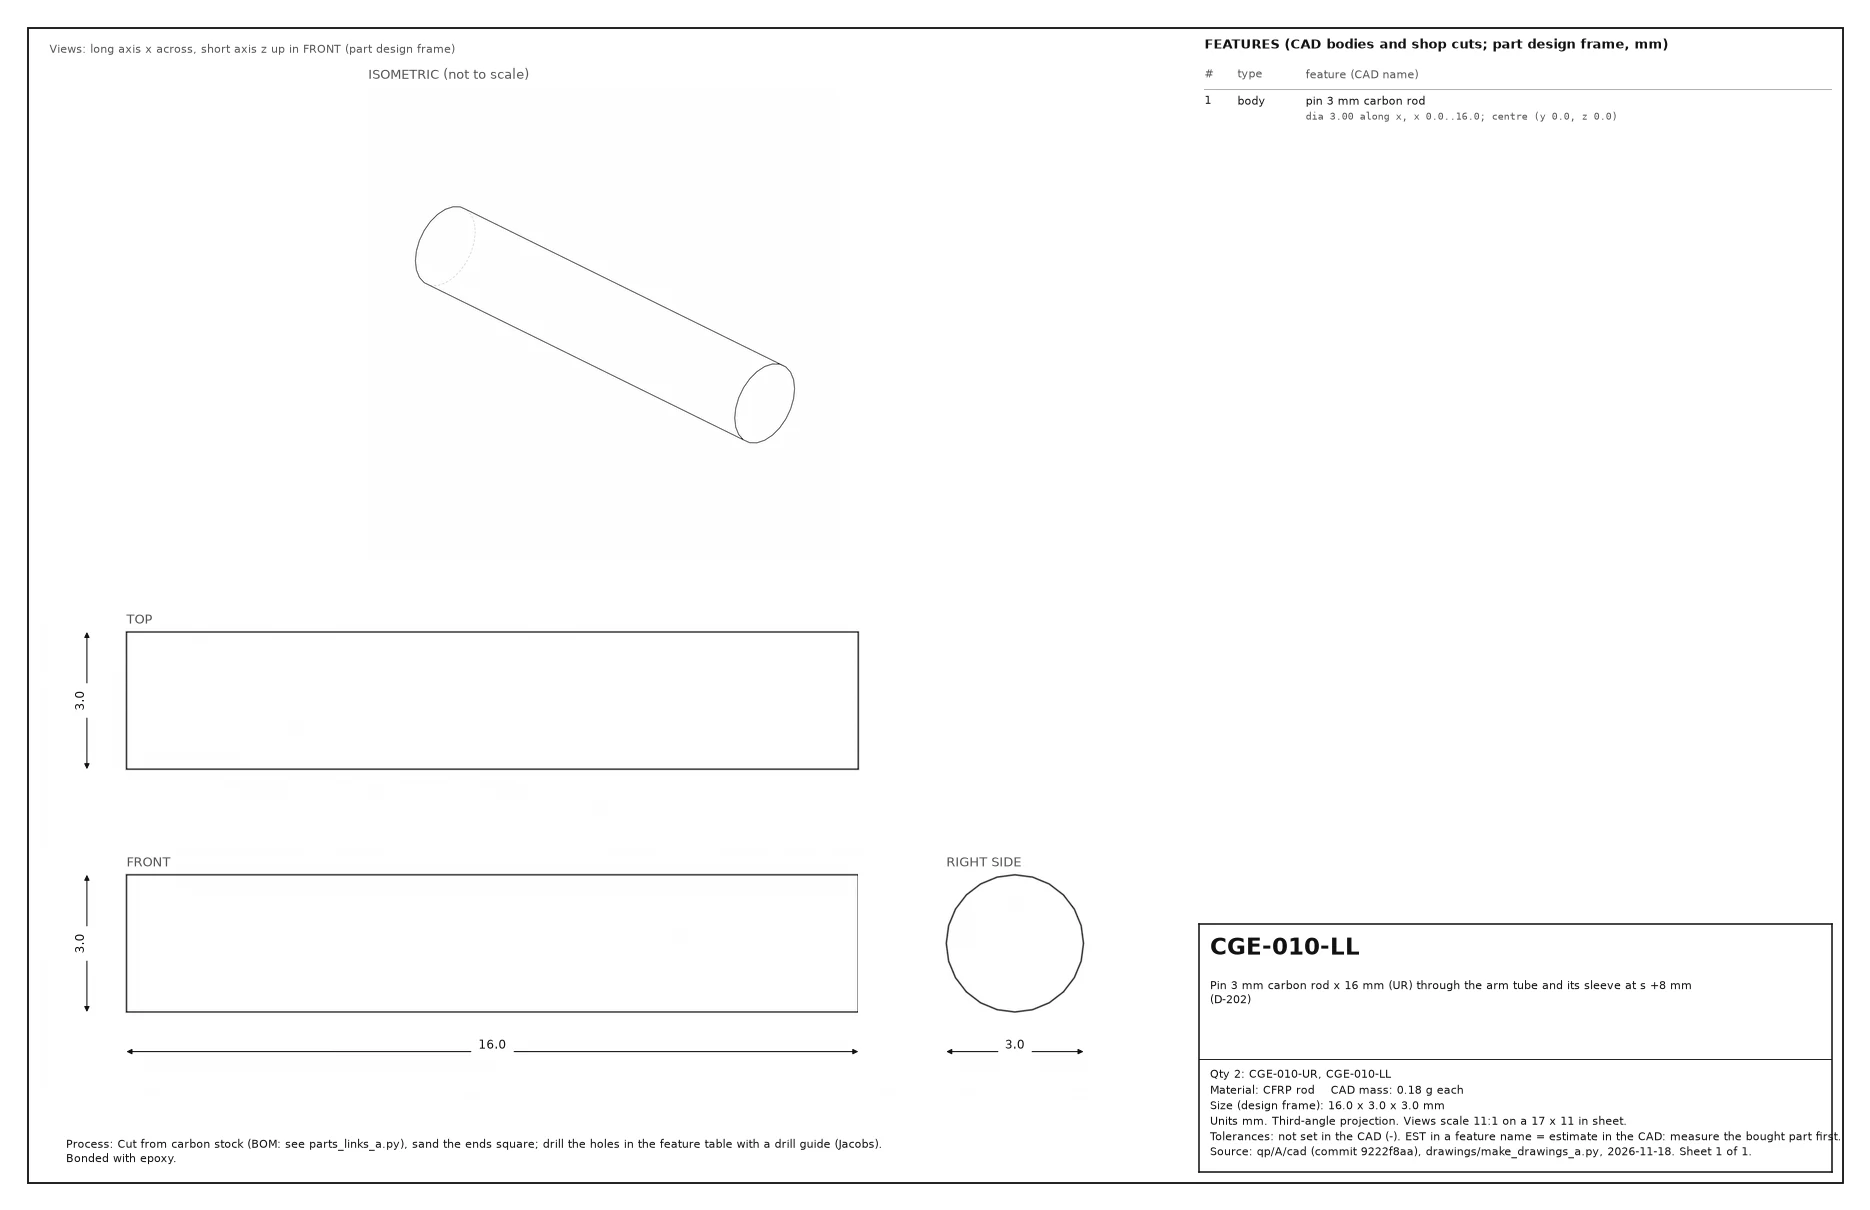 Views: long axis x across, short axis z up in FRONT (part design frame)
ISOMETRIC (not to scale)
FEATURES (CAD bodies and shop cuts; part design frame, mm)
# type feature (CAD name)
1 body pin 3 mm carbon rod
dia 3.00 along x, x 0.0..16.0; centre (y 0.0, z 0.0)
TOP
3.0
FRONT
3.0
16.0
RIGHT SIDE
3.0
Process: Cut from carbon stock (BOM: see parts_links_a.py), sand the ends square; drill the holes in the feature table with a drill guide (Jacobs).
Bonded with epoxy.
CGE-010-LL
Pin 3 mm carbon rod x 16 mm (UR) through the arm tube and its sleeve at s +8 mm
(D-202)
Qty 2: CGE-010-UR, CGE-010-LL
Material: CFRP rod CAD mass: 0.18 g each
Size (design frame): 16.0 x 3.0 x 3.0 mm
Units mm. Third-angle projection. Views scale 11:1 on a 17 x 11 in sheet.
Tolerances: not set in the CAD (-). EST in a feature name = estimate in the CAD: measure the bought part first.
Source: qp/A/cad (commit 9222f8aa), drawings/make_drawings_a.py, 2026-11-18. Sheet 1 of 1.